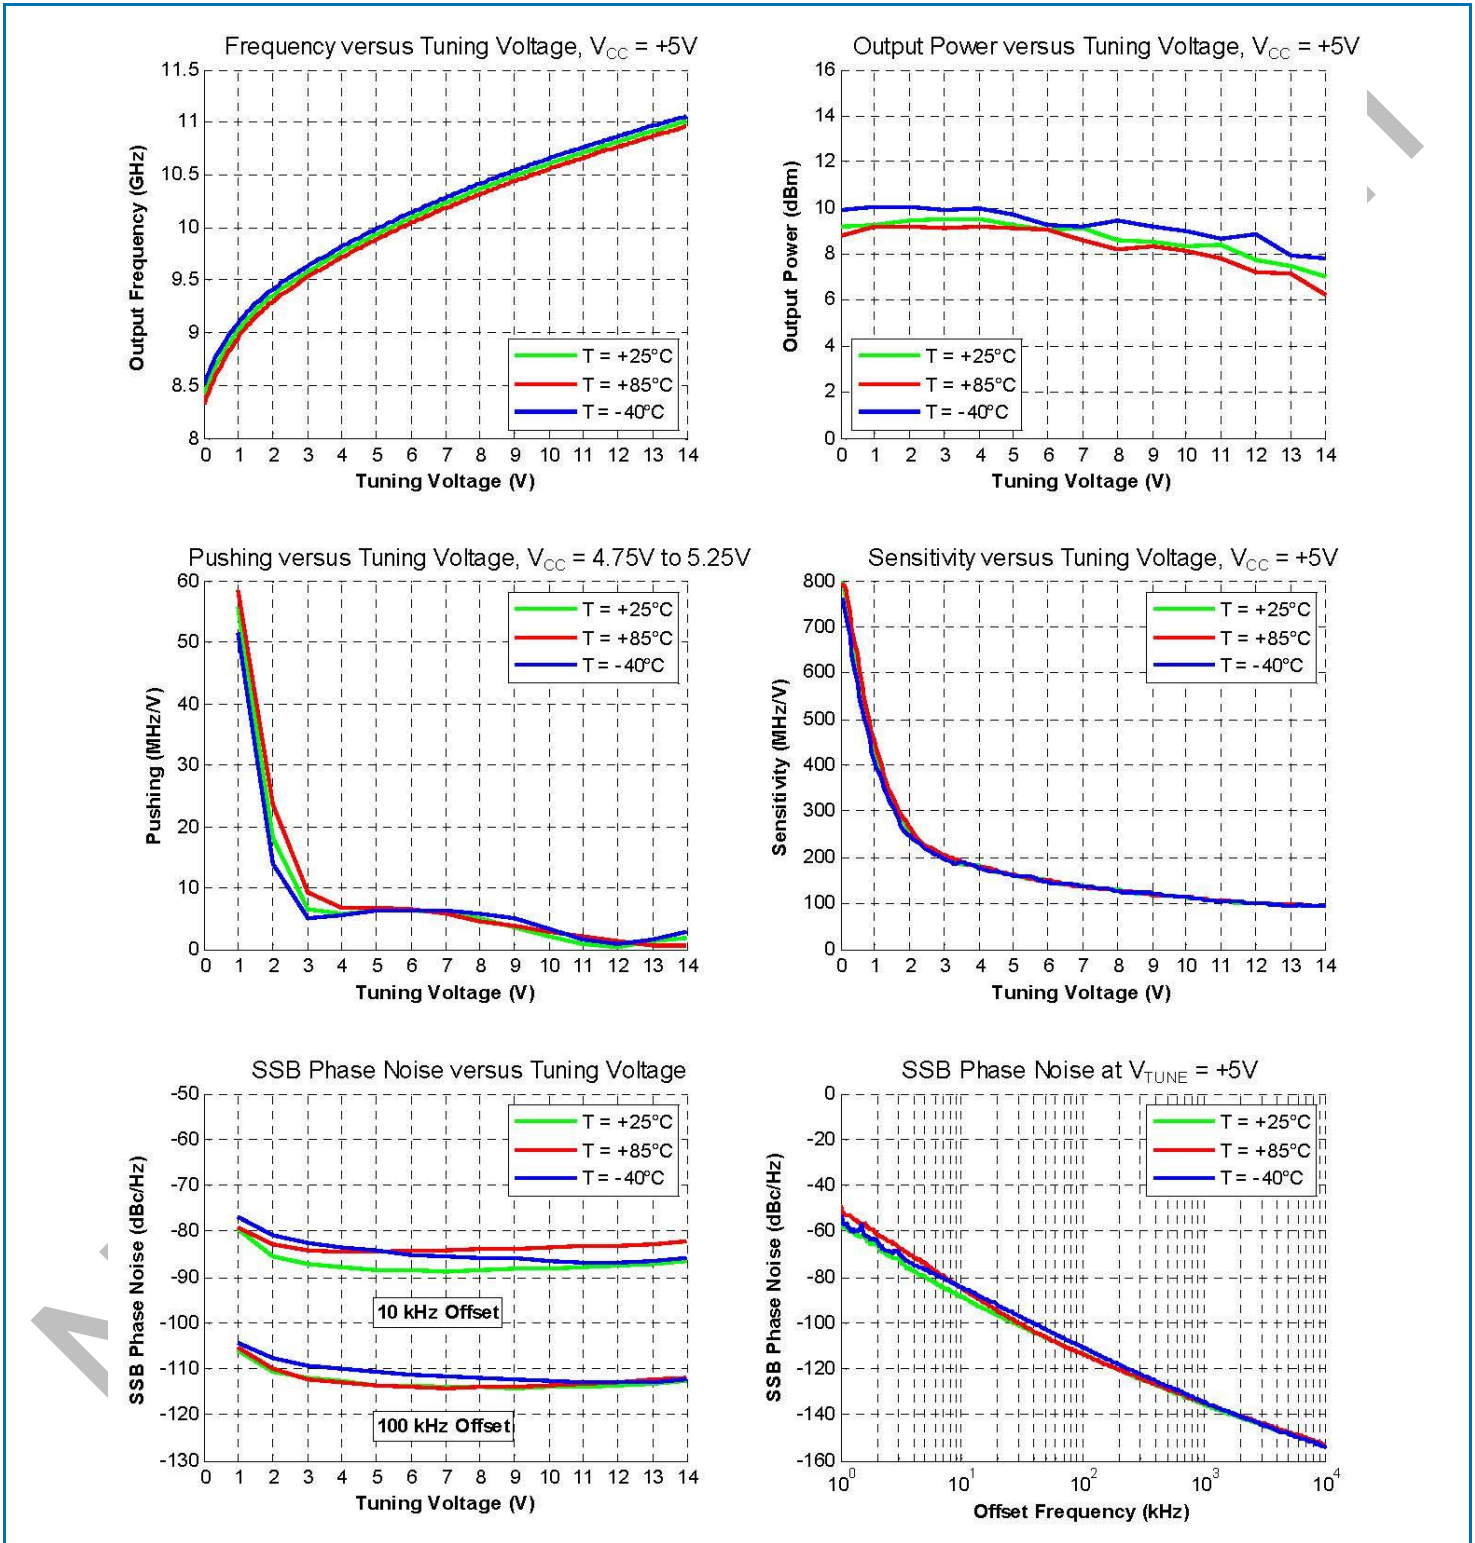 Frequency versus Tuning Voltage, VCC = +5V
11.5
11
10.5
10
9.5
9
8.5
8
Output Frequency (GHz)
T = +25°C
T = +85°C
T = -40°C
0 1 2 3 4 5 6 7 8 9 10 11 12 13 14
Tuning Voltage (V)
Output Power versus Tuning Voltage, VCC = +5V
16
14
12
10
8
6
4
2
0
Output Power (dBm)
T = +25°C
T = +85°C
T = -40°C
0 1 2 3 4 5 6 7 8 9 10 11 12 13 14
Tuning Voltage (V)
Pushing versus Tuning Voltage, VCC = 4.75V to 5.25V
60
50
40
30
20
10
0
Pushing (MHz/V)
T = +25°C
T = +85°C
T = -40°C
0 1 2 3 4 5 6 7 8 9 10 11 12 13 14
Tuning Voltage (V)
Sensitivity versus Tuning Voltage, VCC = +5V
800
700
600
500
400
300
200
100
0
Sensitivity (MHz/V)
T = +25°C
T = +85°C
T = -40°C
0 1 2 3 4 5 6 7 8 9 10 11 12 13 14
Tuning Voltage (V)
SSB Phase Noise versus Tuning Voltage
-50
-60
-70
-80
-90
-100
-110
-120
-130
SSB Phase Noise (dBc/Hz)
T = +25°C
T = +85°C
T = -40°C
10 kHz Offset
100 kHz Offset
0 1 2 3 4 5 6 7 8 9 10 11 12 13 14
Tuning Voltage (V)
SSB Phase Noise at VTUNE = +5V
0
-20
-40
-60
-80
-100
-120
-140
-160
SSB Phase Noise (dBc/Hz)
T = +25°C
T = +85°C
T = -40°C
10⁰ 10¹ 10² 10³ 10⁴
Offset Frequency (kHz)